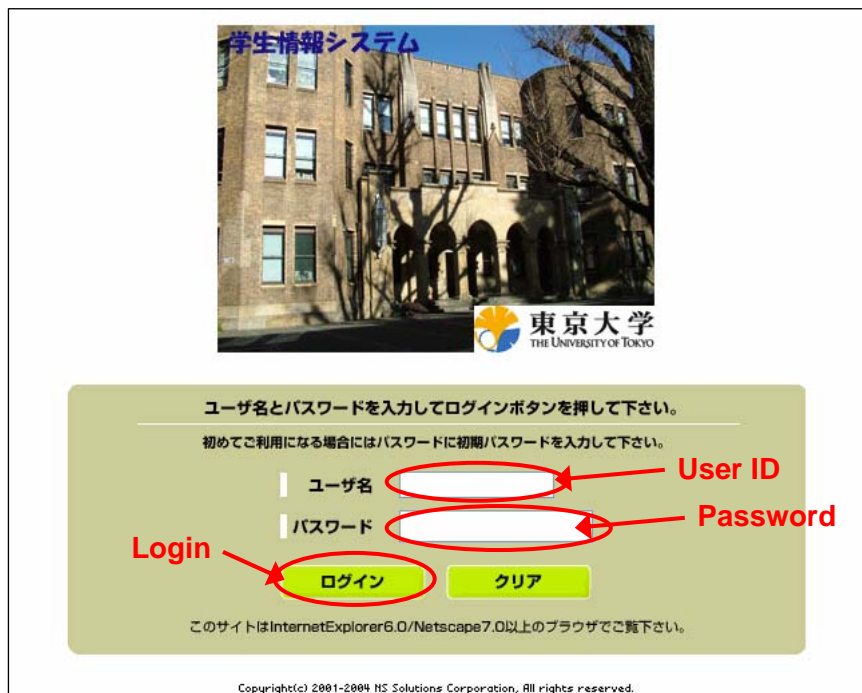 学生情報システム
東京大学
THE UNIVERSITY OF TOKYO
ユーザ名とパスワードを入力してログインボタンを押して下さい。
初めてご利用になる場合にはパスワードに初期パスワードを入力して下さい。
ユーザ名 User ID
パスワード Password
Login
ログイン クリア
このサイトはInternetExplorer6.0/Netscape7.0以上のブラウザでご覧下さい。
Copyright(c) 2001-2004 NS Solutions Corporation, All rights reserved.